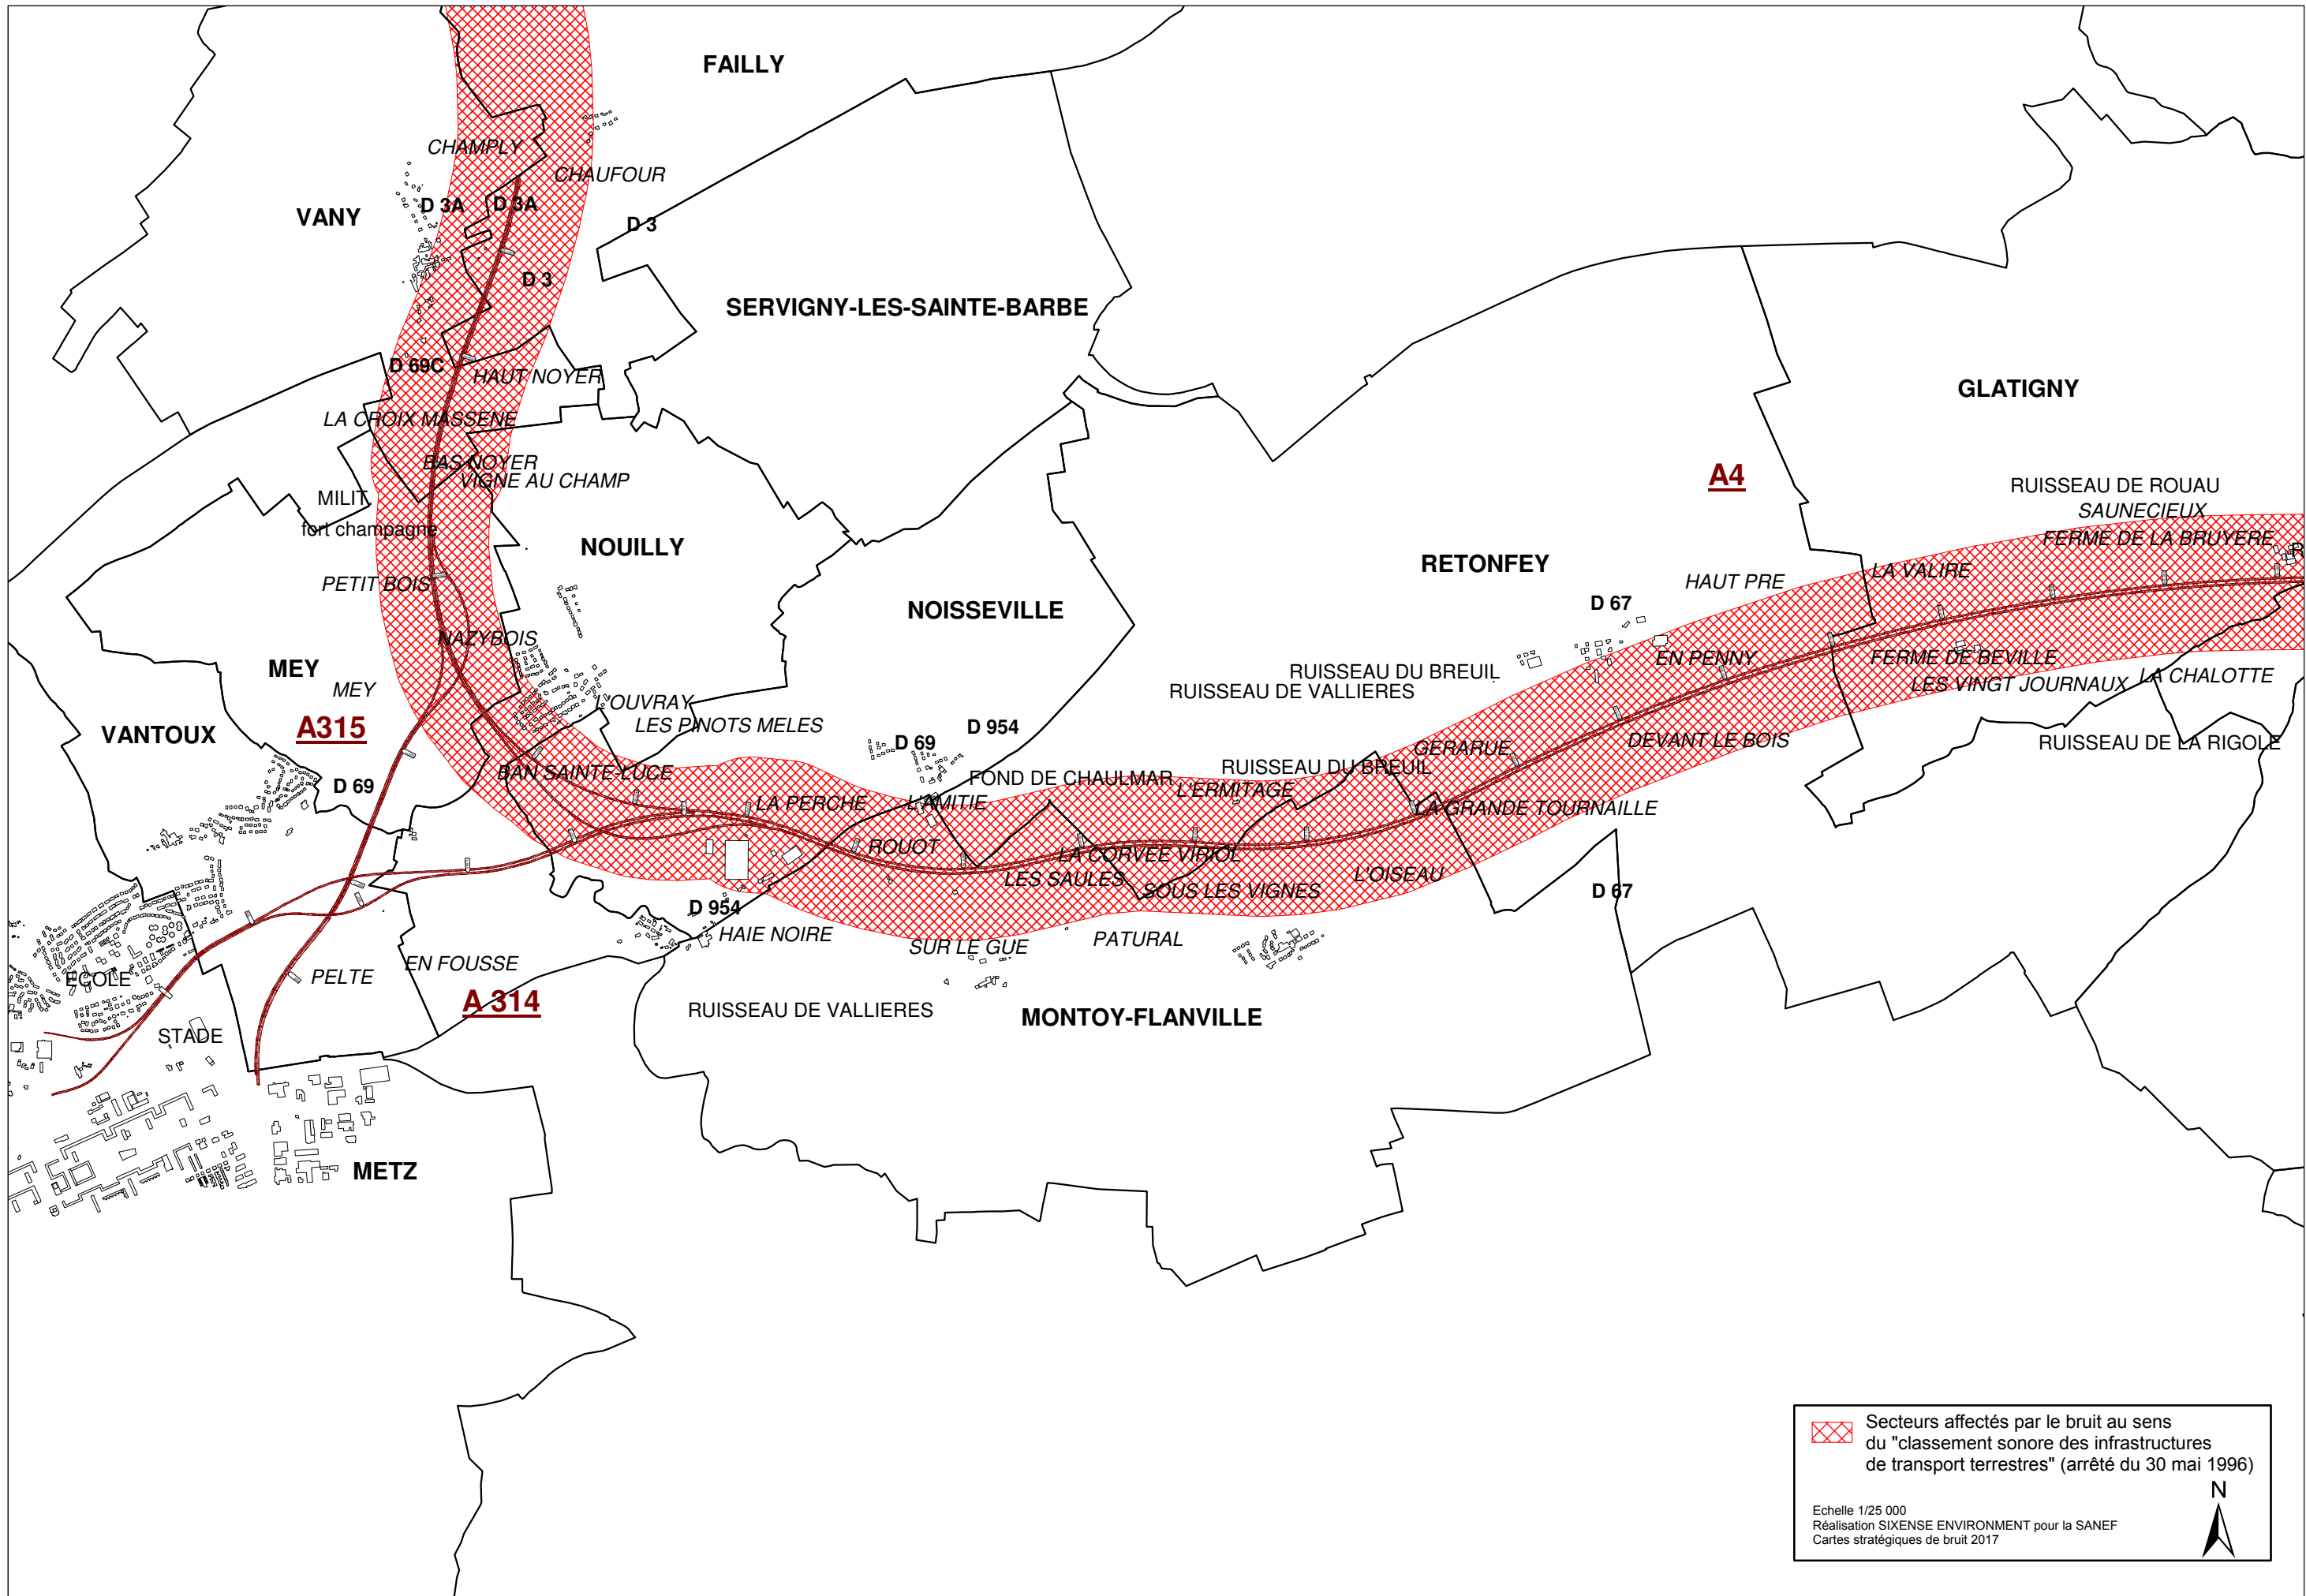 FAILLY
CHAMPLY
CHAUFOUR
D 3A
D 3A
VANY
D 3
D 3
SERVIGNY-LES-SAINTE-BARBE
D 69C
HAUT NOYER
GLATIGNY
LA CROIX MASSENE
BAS NOYER
VIGNE AU CHAMP
A4
MILIT.
fort champagne
RUISSEAU DE ROUAU
SAUNECIEUX
FERME DE LA BRUYERE
R
NOUILLY
RETONFEY
PETIT BOIS
HAUT PRE
LA VALIRE
NOISSEVILLE
D 67
NAZYBOIS
MEY
MEY
RUISSEAU DU BREUIL
RUISSEAU DE VALLIERES
EN PENNY
FERME DE BEVILLE
LES VINGT JOURNAUX
LA CHALOTTE
L'OUVRAY
LES PINOTS MELES
VANTOUX
A315
D 954
D 69
GERARUE
DEVANT LE BOIS
RUISSEAU DE LA RIGOLE
BAN SAINTE-LUCE
D 69
FOND DE CHAULMAR
RUISSEAU DU BREUIL
L'ERMITAGE
LA PERCHE
L'AMITIE
LA GRANDE TOURNAILLE
ROUOT
LA CORVEE VIRIOL
LES SAULES
SOUS LES VIGNES
L'OISEAU
D 67
D 954
HAIE NOIRE
SUR LE GUE
PATURAL
EN FOUSSE
PELTE
ECOLE
A 314
RUISSEAU DE VALLIERES
MONTOY-FLANVILLE
STADE
METZ
Secteurs affectés par le bruit au sens
du "classement sonore des infrastructures
de transport terrestres" (arrêté du 30 mai 1996)
N
Echelle 1/25 000
Réalisation SIXENSE ENVIRONMENT pour la SANEF
Cartes stratégiques de bruit 2017